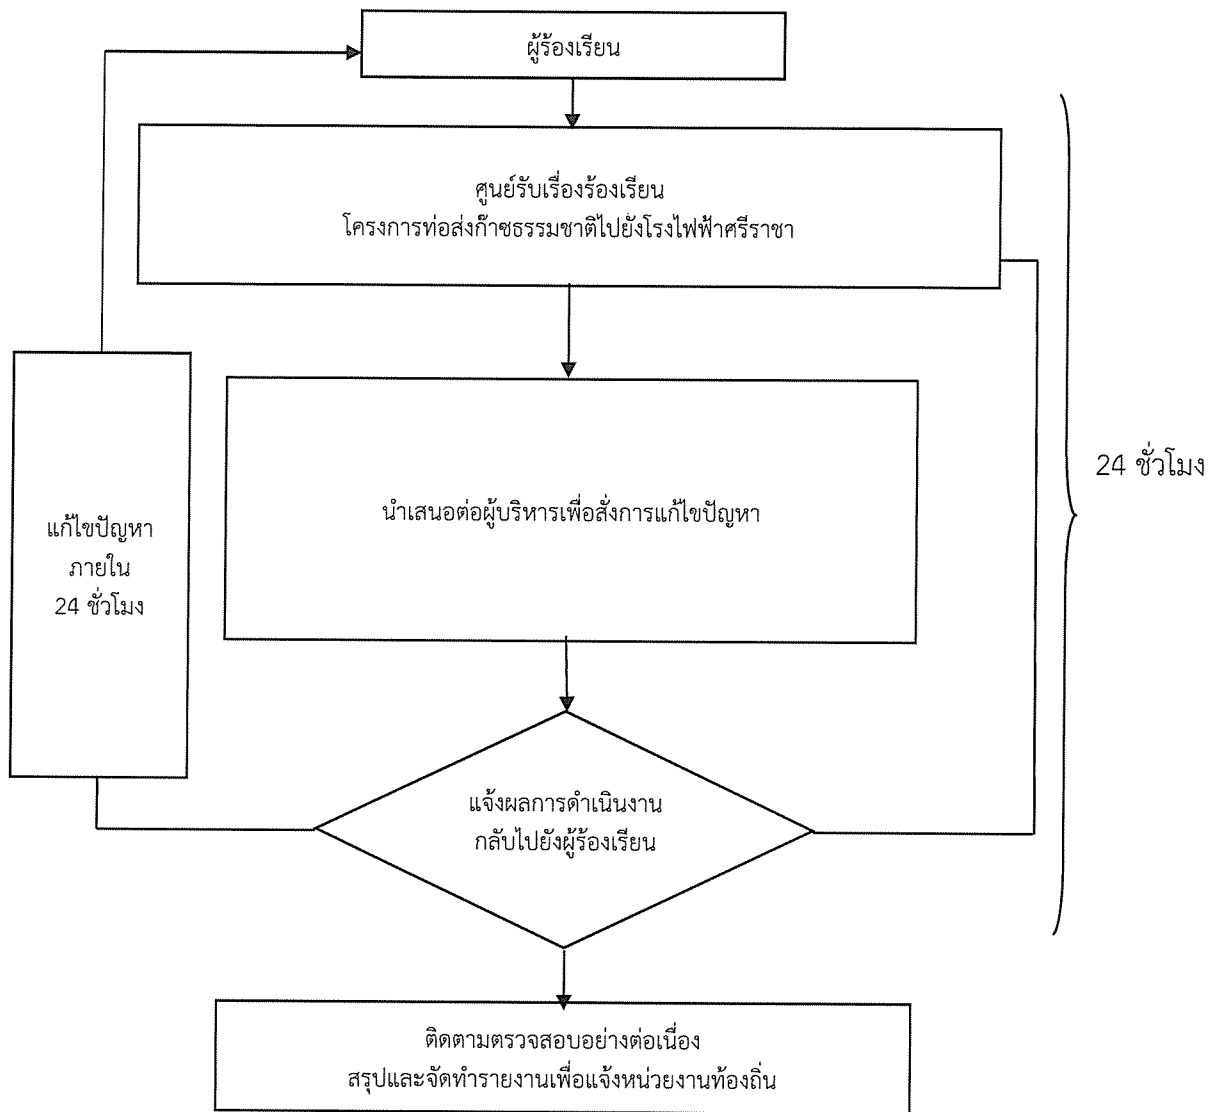 ผู้ร้องเรียน
ศูนย์รับเรื่องร้องเรียน
โครงการท่อส่งก๊าซธรรมชาติไปยังโรงไฟฟ้าศรีราชา
นำเสนอต่อผู้บริหารเพื่อสั่งการแก้ไขปัญหา
24 ชั่วโมง
แก้ไขปัญหา
ภายใน
24 ชั่วโมง
แจ้งผลการดำเนินงาน
กลับไปยังผู้ร้องเรียน
ติดตามตรวจสอบอย่างต่อเนื่อง
สรุปและจัดทำรายงานเพื่อแจ้งหน่วยงานท้องถิ่น